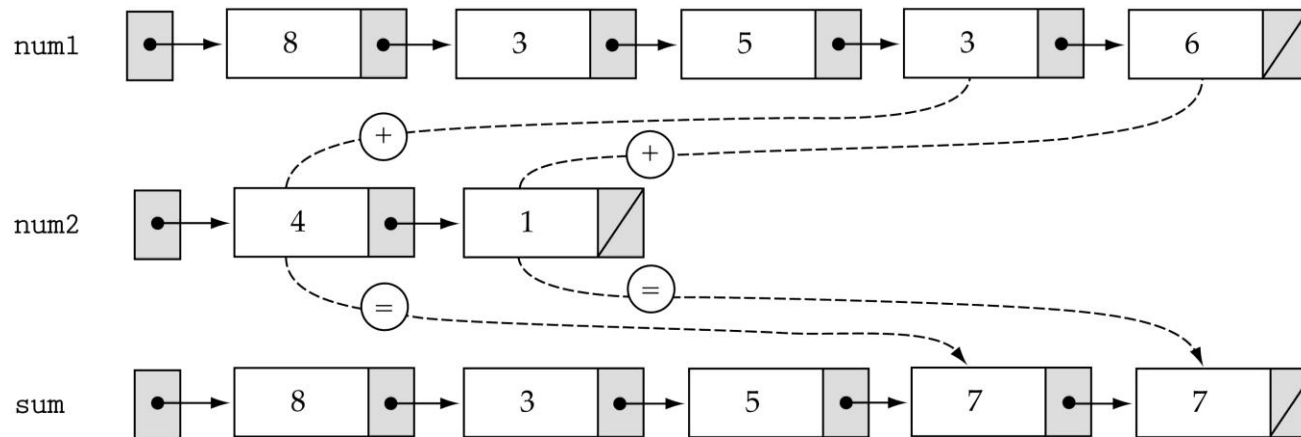 num1 8 3 5 3 6
+ +
num2 4 1
= =
sum 8 3 5 7 7